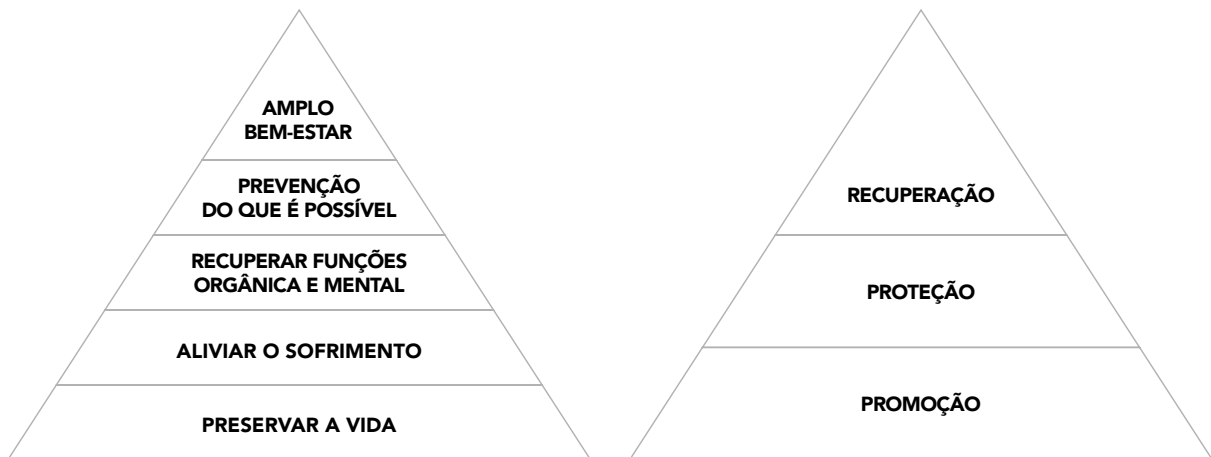 AMPLO
BEM-ESTAR
PREVENÇÃO
DO QUE É POSSÍVEL
RECUPERAR FUNÇÕES
ORGÂNICA E MENTAL
ALIVIAR O SOFRIMENTO
PRESERVAR A VIDA
RECUPERAÇÃO
PROTEÇÃO
PROMOÇÃO